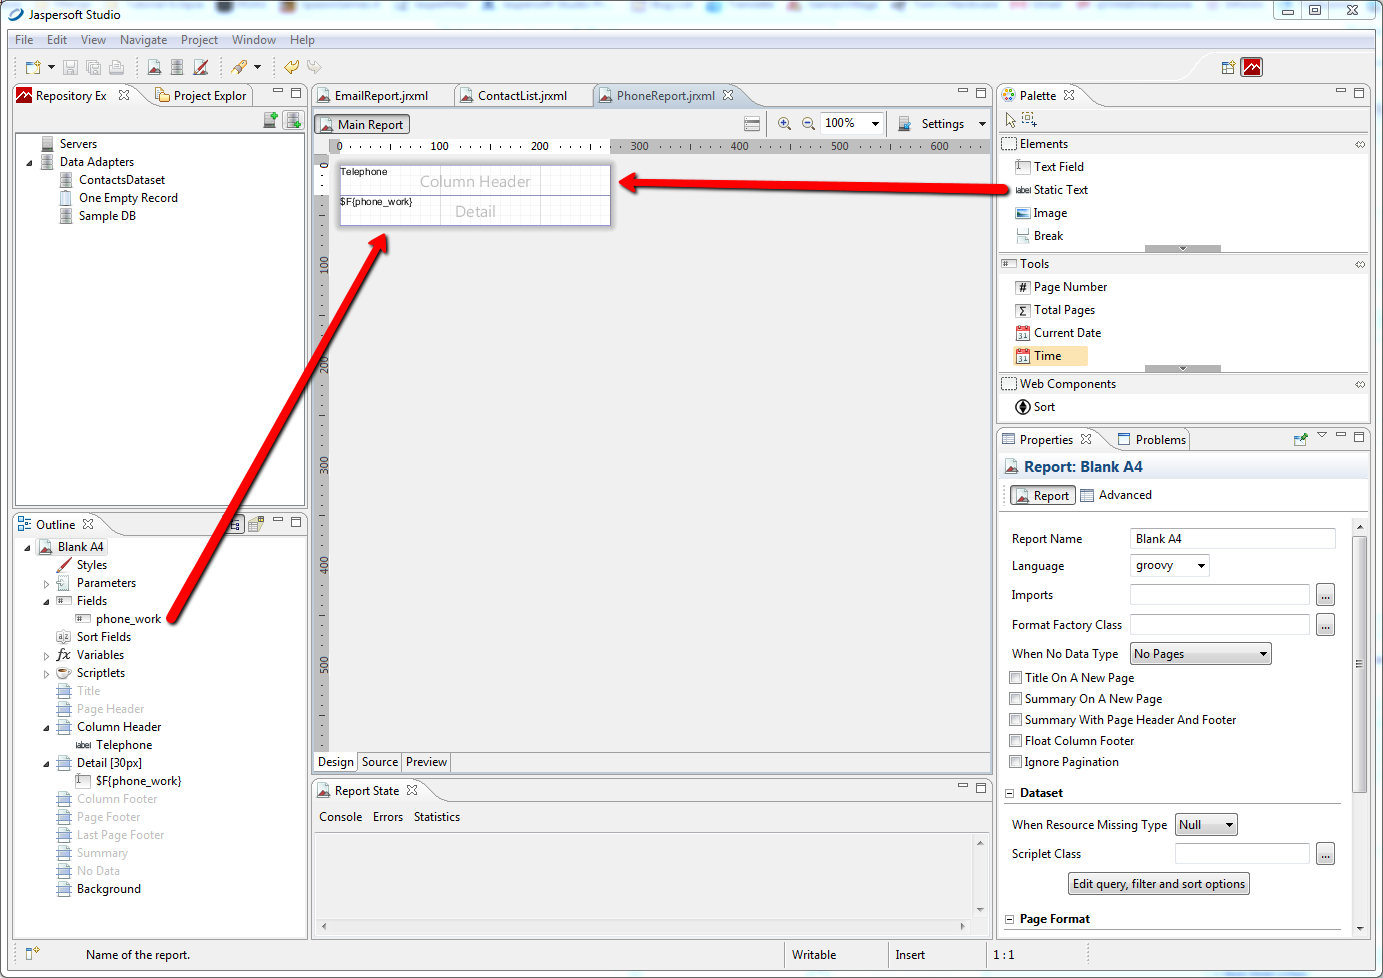 Jaspersoft Studio
File Edit View Navigate Project Window Help
Repository Ex
Project Explor
Servers
Data Adapters
ContactsDataset
One Empty Record
Sample DB
Outline
Blank A4
Styles
Parameters
Fields
phone_work
Sort Fields
Variables
Scriptlets
Title
Page Header
Column Header
label Telephone
Detail [30px]
$F{phone_work}
Column Footer
Page Footer
Last Page Footer
Summary
No Data
Background
EmailReport.jrxml
ContactList.jrxml
PhoneReport.jrxml
Main Report
100%
Settings
0 100 200 300 400 500 600
0
100
200
300
400
500
Telephone
Column Header
$F{phone_work}
Detail
Design Source Preview
Report State
Console Errors Statistics
Palette
Elements
Text Field
label Static Text
Image
Break
Tools
# Page Number
Σ Total Pages
31 Current Date
31 Time
Web Components
Sort
Properties
Problems
Report: Blank A4
Report
Advanced
Report Name Blank A4
Language groovy
Imports ...
Format Factory Class ...
When No Data Type No Pages
Title On A New Page
Summary On A New Page
Summary With Page Header And Footer
Float Column Footer
Ignore Pagination
Dataset
When Resource Missing Type Null
Scriplet Class ...
Edit query, filter and sort options
Page Format
Name of the report.
Writable
Insert
1 : 1